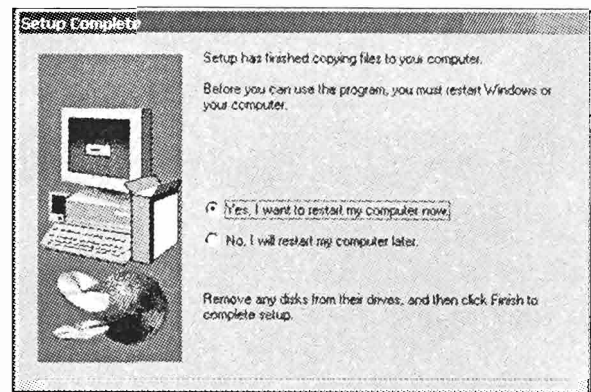 Setup Complete
Setup has finished copying files to your computer.
Before you can use the program, you must restart Windows or
your computer.
Yes, I want to restart my computer now.
No, I will restart my computer later.
Remove any disks from their drives, and then click Finish to
complete setup.